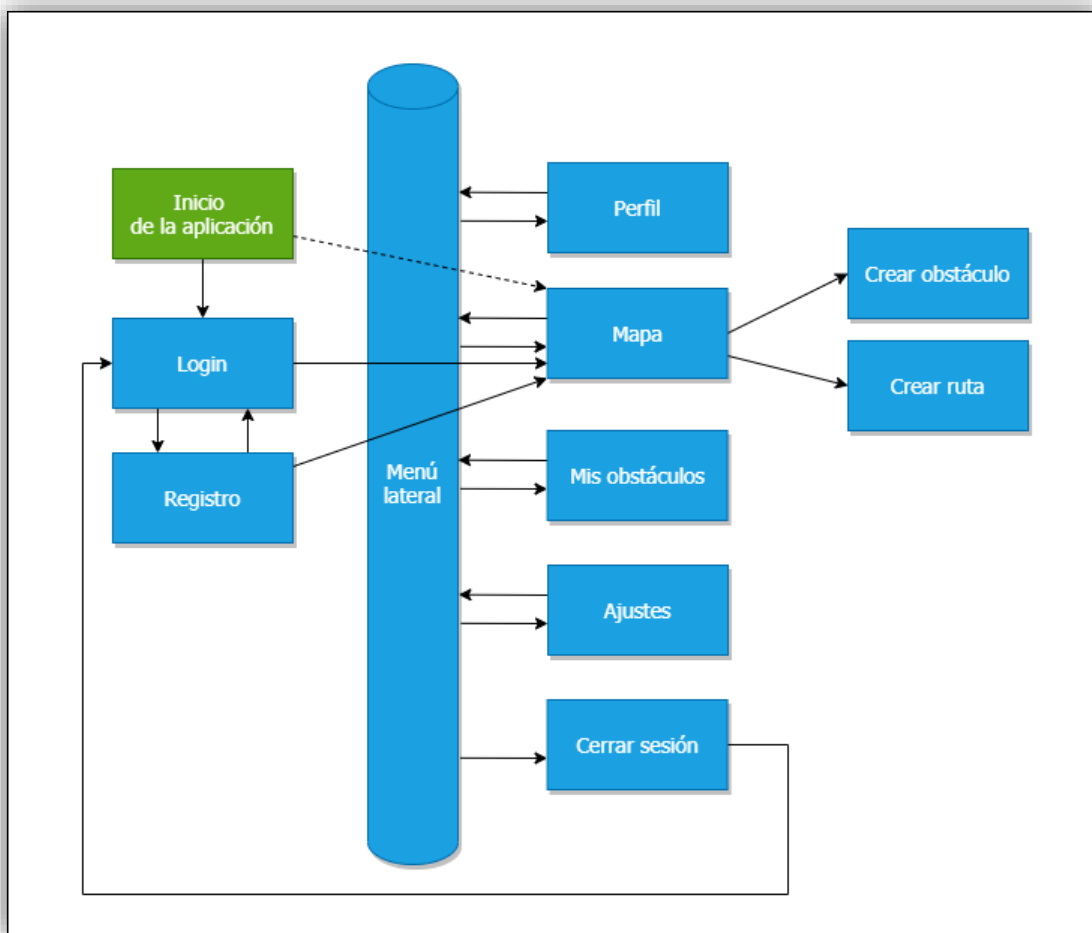 Inicio
de la aplicación
Login
Registro
Menú
lateral
Perfil
Mapa
Mis obstáculos
Ajustes
Cerrar sesión
Crear obstáculo
Crear ruta